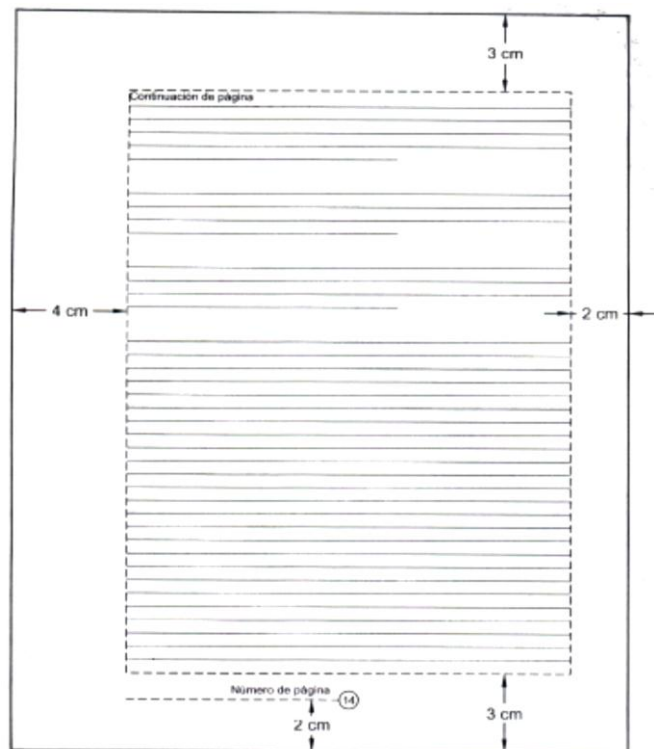 3 cm
Continuación de página
4 cm
2 cm
Número de página
14
2 cm
3 cm